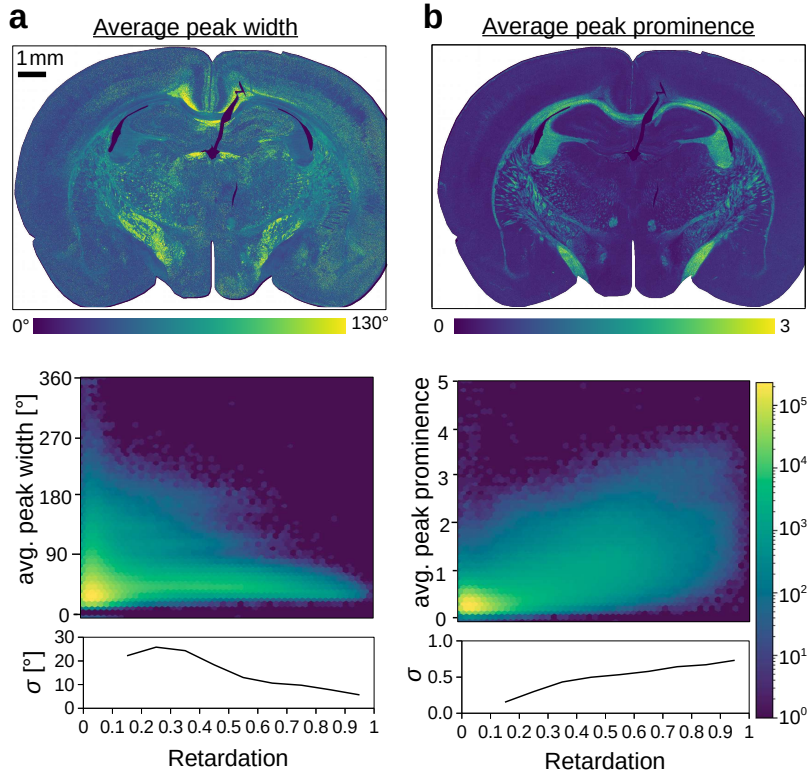 a
Average peak width
1mm
0°
130°
avg. peak width [°]
360
270
180
90
0
σ [°]
30
20
10
0
0 0.1 0.2 0.3 0.4 0.5 0.6 0.7 0.8 0.9 1
Retardation
b
Average peak prominence
0
3
avg. peak prominence
5
4
3
2
1
0
10⁵
10⁴
10³
10²
10¹
10⁰
σ
1.0
0.5
0.0
0 0.1 0.2 0.3 0.4 0.5 0.6 0.7 0.8 0.9 1
Retardation